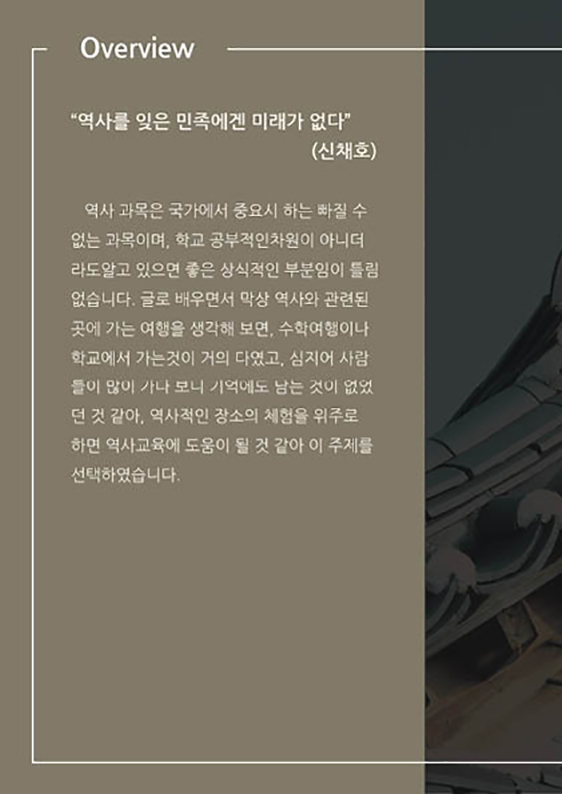 Overview
“역사를 잊은 민족에겐 미래가 없다”
(신채호)
역사 과목은 국가에서 중요시 하는 빠질 수
없는 과목이며, 학교 공부적인차원이 아니더
라도알고 있으면 좋은 상식적인 부분임이 틀림
없습니다. 글로 배우면서 막상 역사와 관련된
곳에 가는 여행을 생각해 보면, 수학여행이나
학교에서 가는것이 거의 다였고, 심지어 사람
들이 많이 가다 보니 기억에도 남는 것이 없었
던 것 같아, 역사적인 장소의 체험을 위주로
하면 역사교육에 도움이 될 것 같아 이 주제를
선택하였습니다.